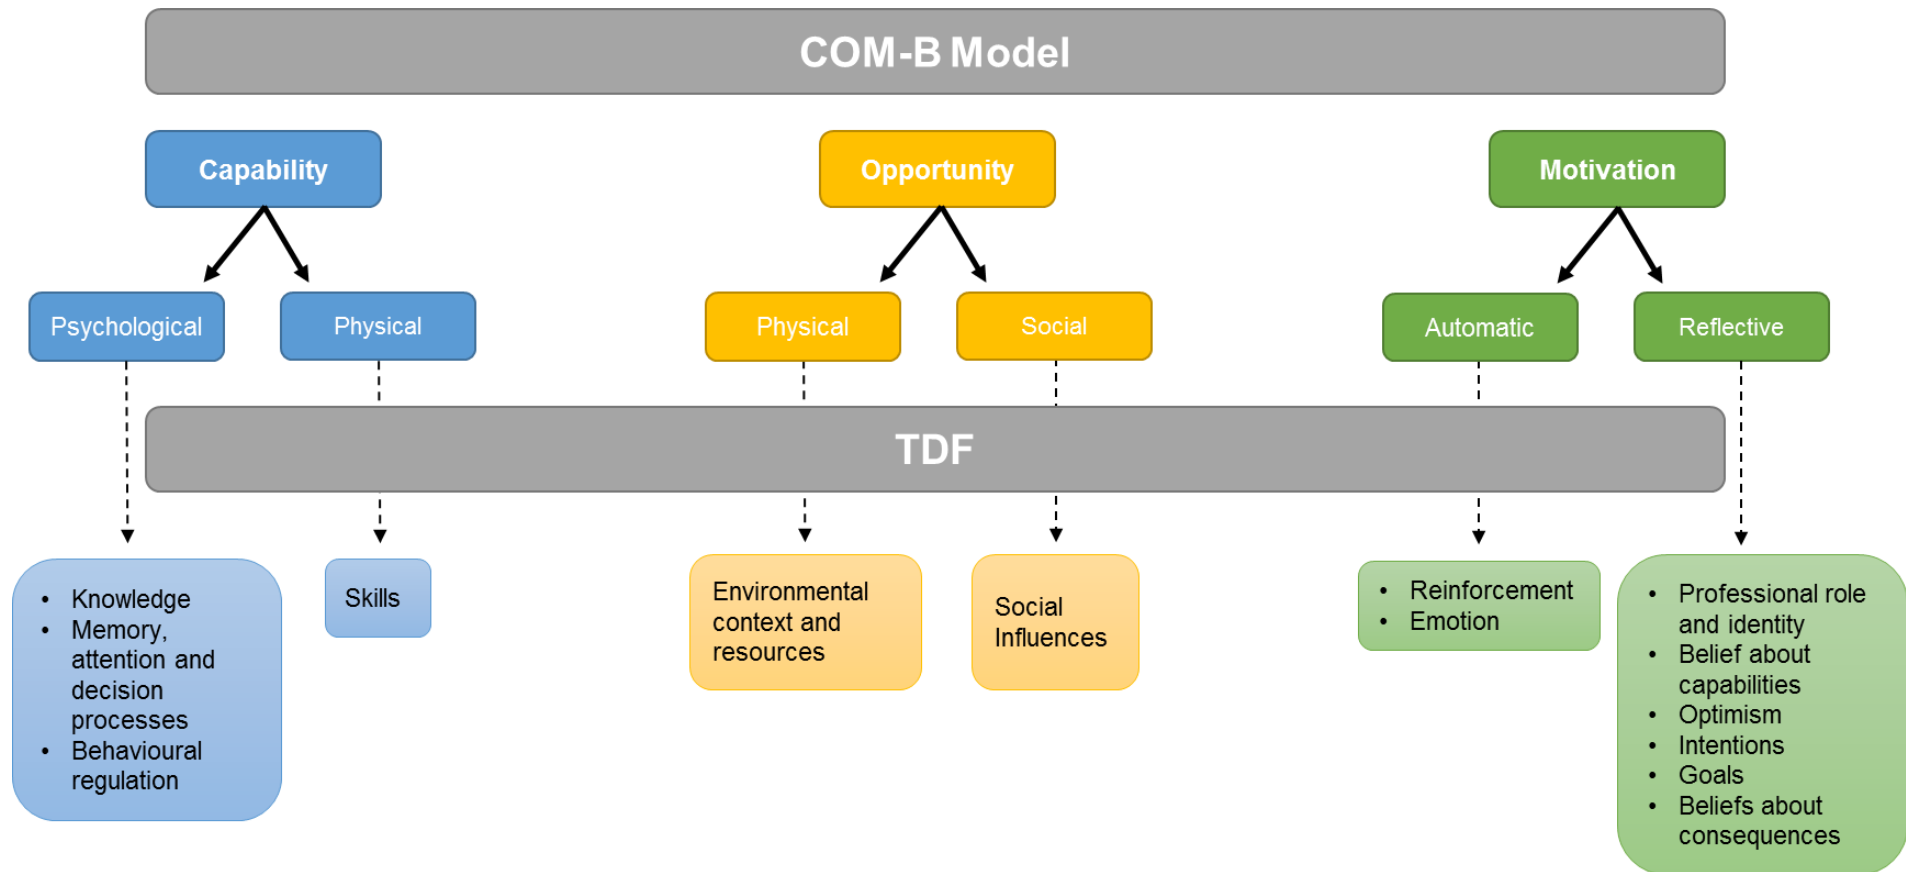 COM-B Model
Capability
Opportunity
Motivation
Psychological
Physical
Physical
Social
Automatic
Reflective
TDF
• Knowledge
• Memory,
attention and
decision
processes
• Behavioural
regulation
Skills
Environmental
context and
resources
Social
Influences
• Reinforcement
• Emotion
• Professional role
and identity
• Belief about
capabilities
• Optimism
• Intentions
• Goals
• Beliefs about
consequences